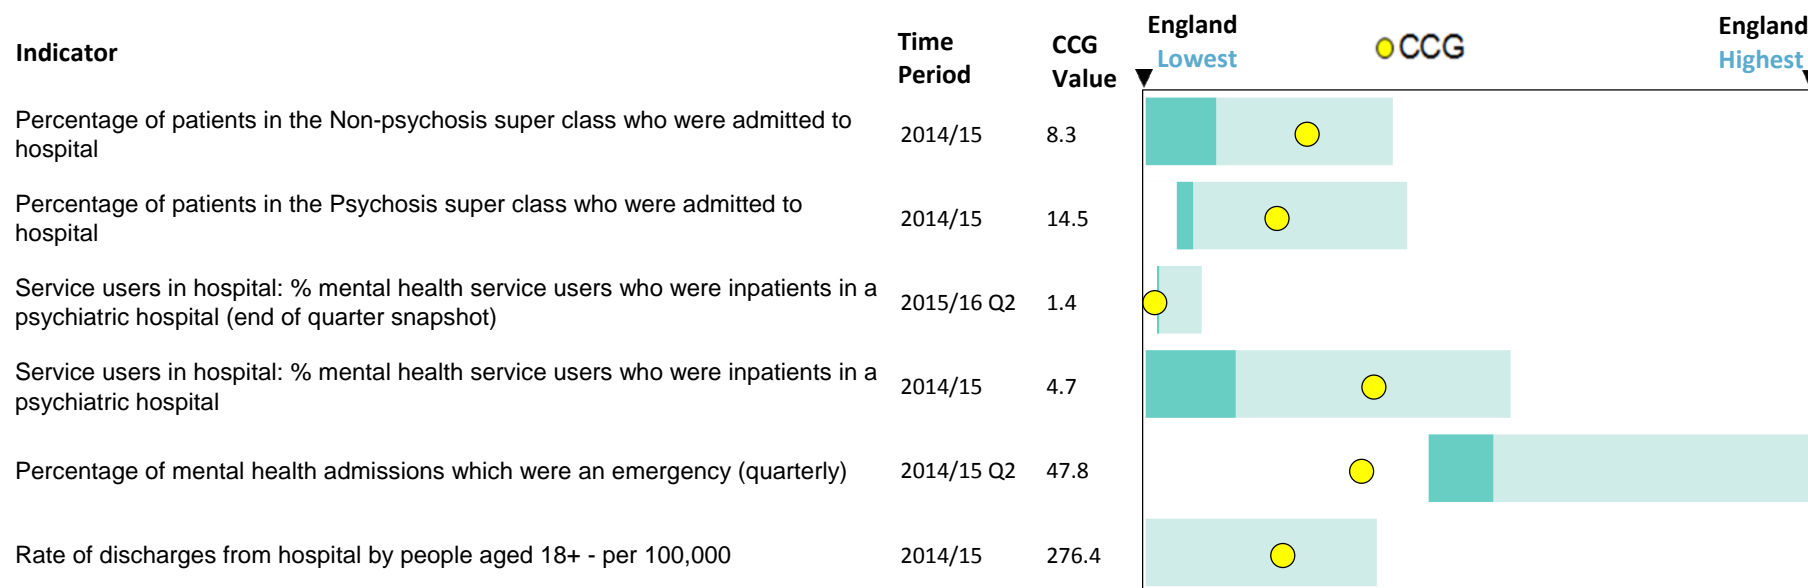 Indicator
Time
Period
CCG
Value
England
Lowest
CCG
England
Highest
Percentage of patients in the Non-psychosis super class who were admitted to
hospital
2014/15
8.3
Percentage of patients in the Psychosis super class who were admitted to
hospital
2014/15
14.5
Service users in hospital: % mental health service users who were inpatients in a
psychiatric hospital (end of quarter snapshot)
2015/16 Q2
1.4
Service users in hospital: % mental health service users who were inpatients in a
psychiatric hospital
2014/15
4.7
Percentage of mental health admissions which were an emergency (quarterly)
2014/15 Q2
47.8
Rate of discharges from hospital by people aged 18+ - per 100,000
2014/15
276.4